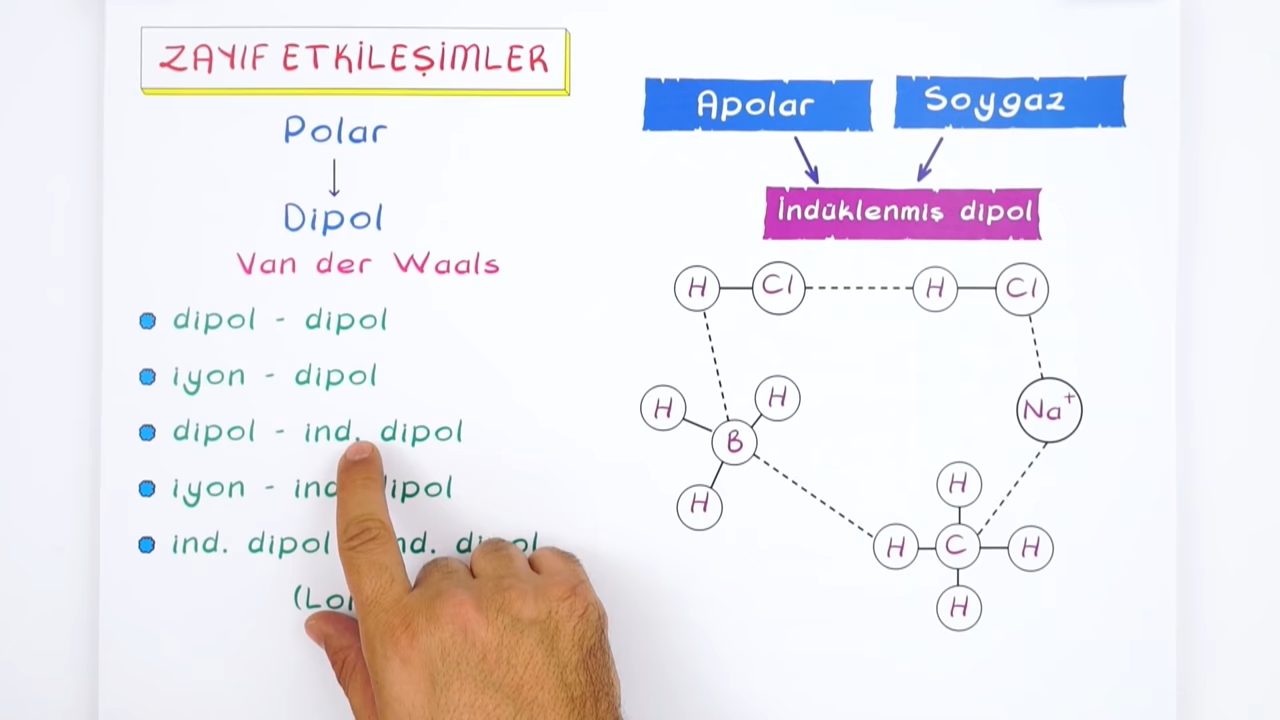 ZAYIF ETKİLEŞİMLER
Polar
Dipol
Van der Waals
dipol - dipol
iyon - dipol
dipol - ind. dipol
iyon -
ind. dipol
Apolar
Soygaz
İndüklenmiş dipol
H Cl H Cl
H H
B Na⁺
H
H
H C H
H